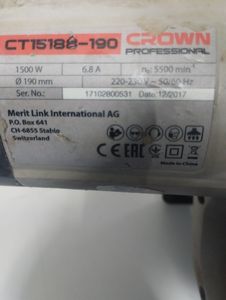 CT15188-190 CROWN
PROFESSIONAL
1500 W 6.8 A n₀: 5500 min⁻¹
Ø 190 mm 220-230V ~ 50/60 Hz
Ser. No.: 17102800531 Date: 12/2017
Merit Link International AG
P.O. Box 641
CH-6855 Stabio
Switzerland
Made in China